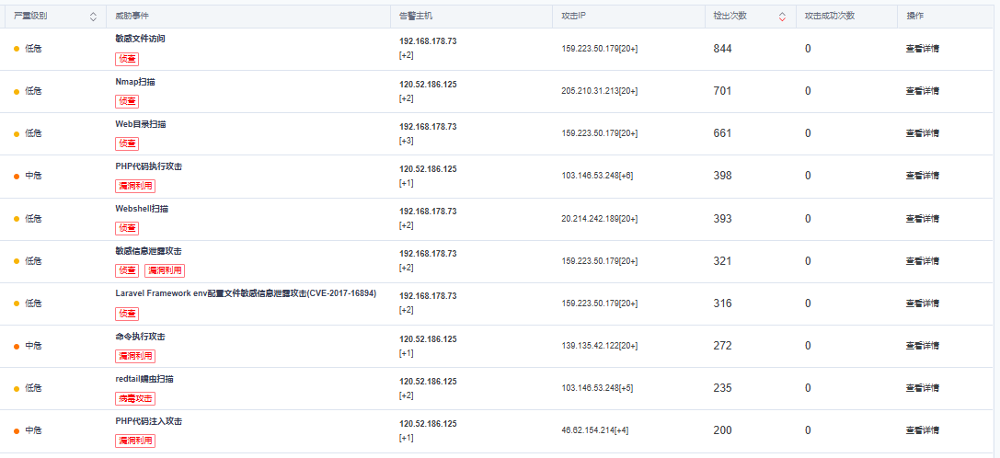 严重级别 威胁事件 告警主机 攻击IP 检出次数 攻击成功次数 操作
低危 敏感文件访问 192.168.178.73 159.223.50.179[20+] 844 0 查看详情
侦查 [+2]
低危 Nmap扫描 120.52.186.125 205.210.31.213[20+] 701 0 查看详情
侦查 [+2]
低危 Web目录扫描 192.168.178.73 159.223.50.179[20+] 661 0 查看详情
侦查 [+3]
中危 PHP代码执行攻击 120.52.186.125 103.146.53.248[+6] 398 0 查看详情
漏洞利用 [+1]
低危 Webshell扫描 192.168.178.73 20.214.242.189[20+] 393 0 查看详情
侦查 [+2]
低危 敏感信息泄露攻击 192.168.178.73 159.223.50.179[20+] 321 0 查看详情
侦查 漏洞利用 [+2]
低危 Laravel Framework env配置文件敏感信息泄露攻击(CVE-2017-16894) 192.168.178.73 159.223.50.179[20+] 316 0 查看详情
侦查 [+2]
中危 命令执行攻击 120.52.186.125 139.135.42.122[20+] 272 0 查看详情
漏洞利用 [+1]
低危 redtail蠕虫扫描 120.52.186.125 103.146.53.248[+5] 235 0 查看详情
病毒攻击 [+2]
中危 PHP代码注入攻击 120.52.186.125 46.62.154.214[+4] 200 0 查看详情
漏洞利用 [+1]